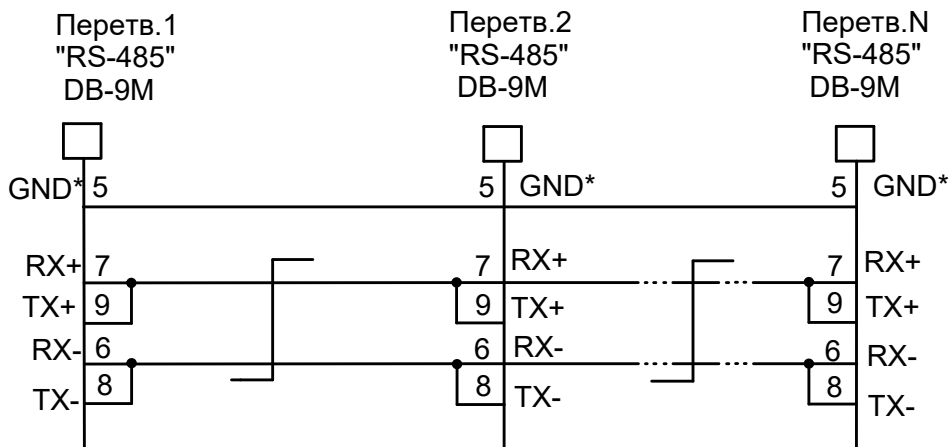 Перетв.1
"RS-485"
DB-9M
Перетв.2
"RS-485"
DB-9M
Перетв.N
"RS-485"
DB-9M
GND* 5
5 GND*
5 GND*
RX+ 7
7 RX+
7 RX+
TX+ 9
9 TX+
9 TX+
RX- 6
6 RX-
6 RX-
TX- 8
8 TX-
8 TX-